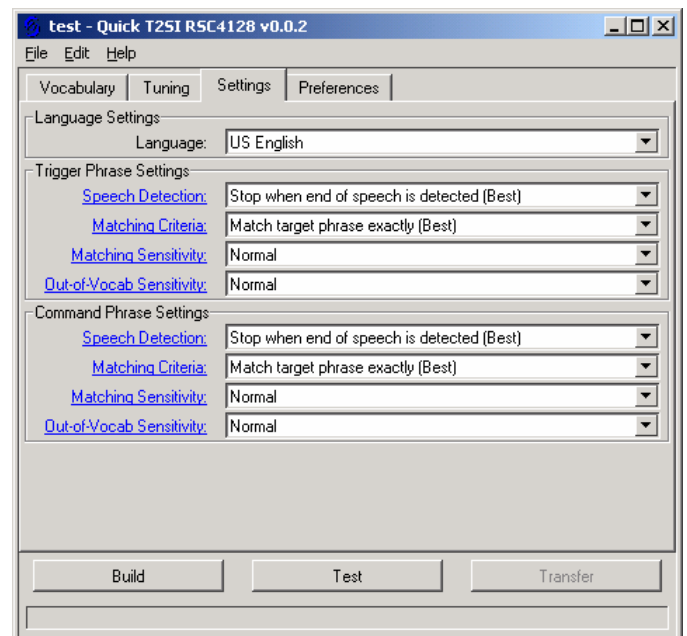 test - Quick T2SI RSC4128 v0.0.2
File Edit Help
Vocabulary Tuning Settings Preferences
Language Settings
Language: US English
Trigger Phrase Settings
Speech Detection: Stop when end of speech is detected (Best)
Matching Criteria: Match target phrase exactly (Best)
Matching Sensitivity: Normal
Out-of-Vocab Sensitivity: Normal
Command Phrase Settings
Speech Detection: Stop when end of speech is detected (Best)
Matching Criteria: Match target phrase exactly (Best)
Matching Sensitivity: Normal
Out-of-Vocab Sensitivity: Normal
Build Test Transfer